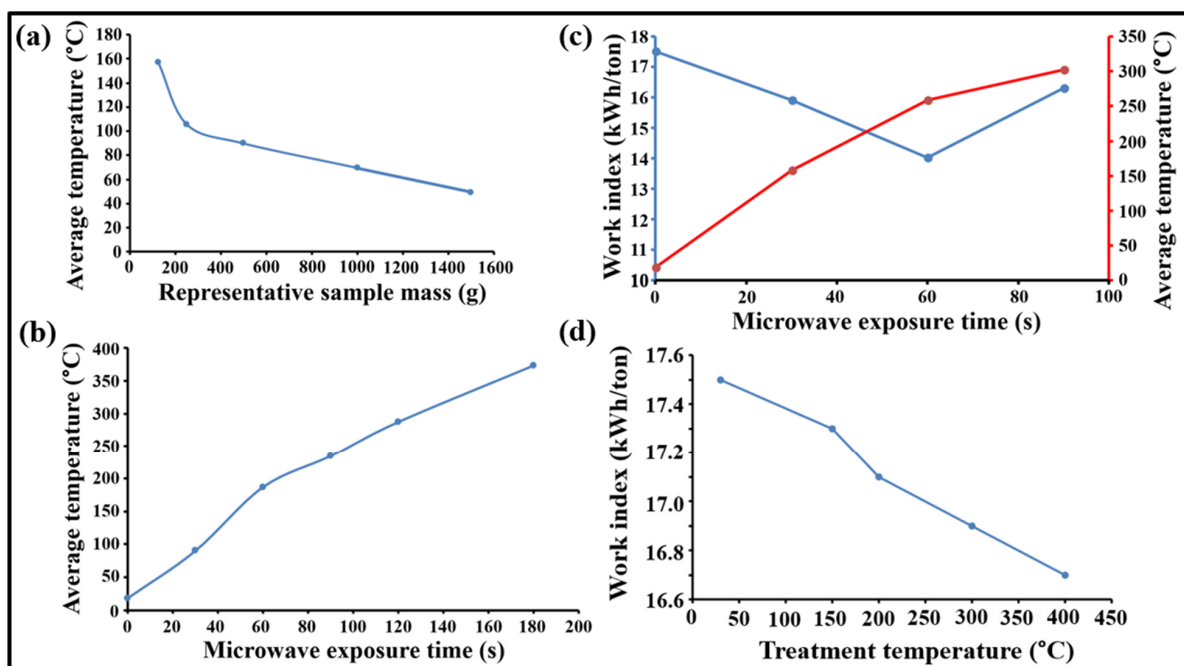 (a)
Average temperature (°C)
180
160
140
120
100
80
60
40
20
0
0 200 400 600 800 1000 1200 1400 1600
Representative sample mass (g)
(c)
Work index (kWh/ton)
18
17
16
15
14
13
12
11
10
350
300
250
200
150
100
50
0
Average temperature (°C)
0 20 40 60 80 100
Microwave exposure time (s)
(b)
Average temperature (°C)
400
350
300
250
200
150
100
50
0
0 20 40 60 80 100 120 140 160 180 200
Microwave exposure time (s)
(d)
Work index (kWh/ton)
17.6
17.4
17.2
17.0
16.8
16.6
0 50 100 150 200 250 300 350 400 450
Treatment temperature (°C)